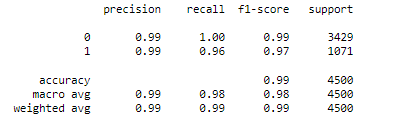 precision recall f1-score support
0 0.99 1.00 0.99 3429
1 0.99 0.96 0.97 1071
accuracy 0.99 4500
macro avg 0.99 0.98 0.98 4500
weighted avg 0.99 0.99 0.99 4500